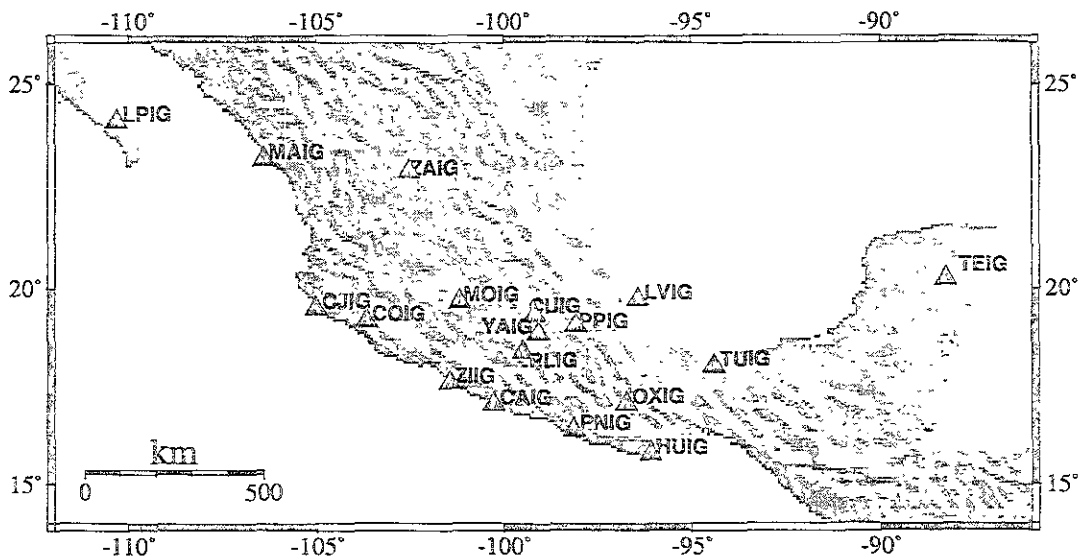 -110° -105° -100° -95° -90°
25° 25°
LPIG
MAIG
ZAIG
TEIG
20° 20°
MOIG LVIG
CJIG CUIG
COIG PPIG
YAIG
PLIG TUIG
ZIIG
CAIG OXIG
PNIG
HUIG
km
0 500
15° 15°
-110° -105° -100° -95° -90°